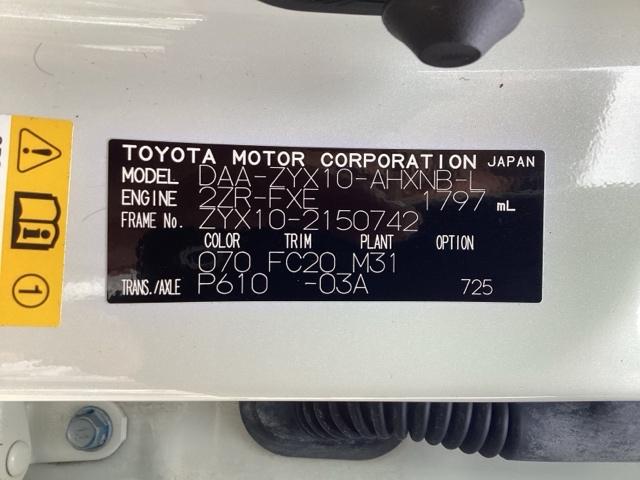 TOYOTA MOTOR CORPORATION JAPAN
MODEL DAA-ZYX10-AHXNB-L
ENGINE 2ZR-FXE 1797 mL
FRAME No. ZYX10-2150742
COLOR TRIM PLANT OPTION
070 FC20 M31
TRANS./AXLE P610 -03A 725
1